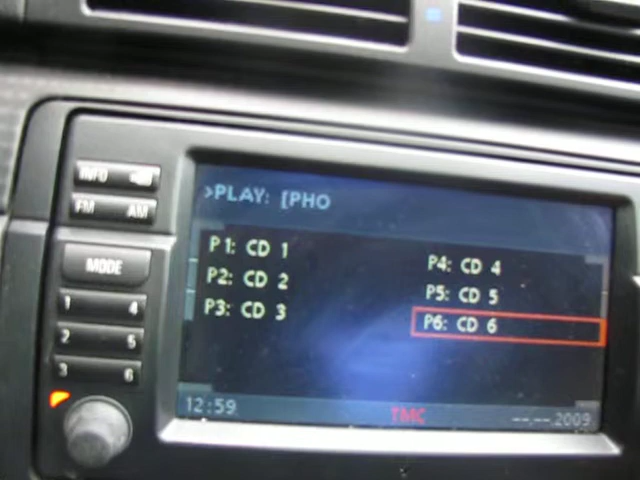 INFO
FM AM
MODE
1 4
2 5
3 6
>PLAY: [PHO
P1: CD 1
P2: CD 2
P3: CD 3
P4: CD 4
P5: CD 5
P6: CD 6
12:59
TMC
--.--.2009